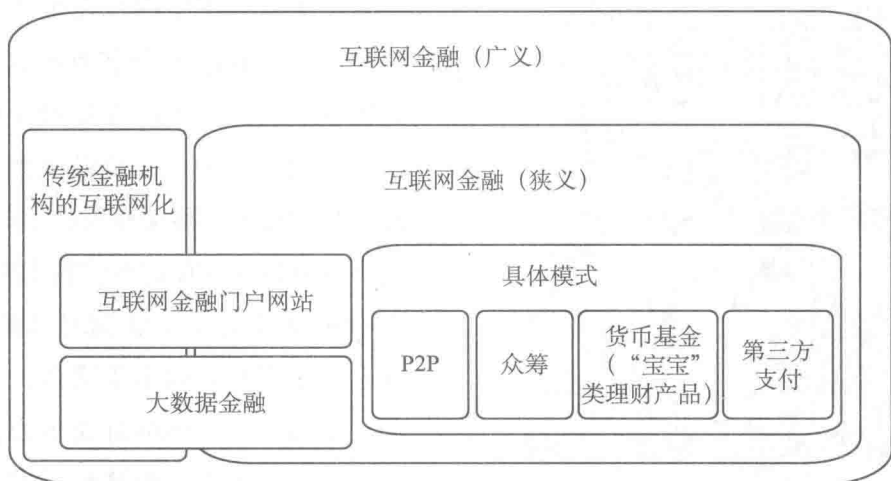 互联网金融（广义）
传统金融机
构的互联网化
互联网金融（狭义）
互联网金融门户网站
大数据金融
具体模式
P2P
众筹
货币基金
（“宝宝”
类理财产品）
第三方
支付